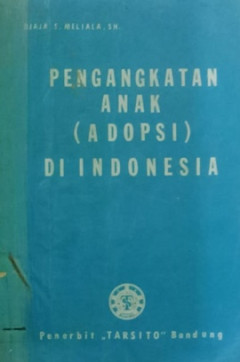 DJAJA S. MELIALA, SH.
PENGANGKATAN
ANAK
(ADOPSI)
DI INDONESIA
Penerbit „TARSITO" Bandung